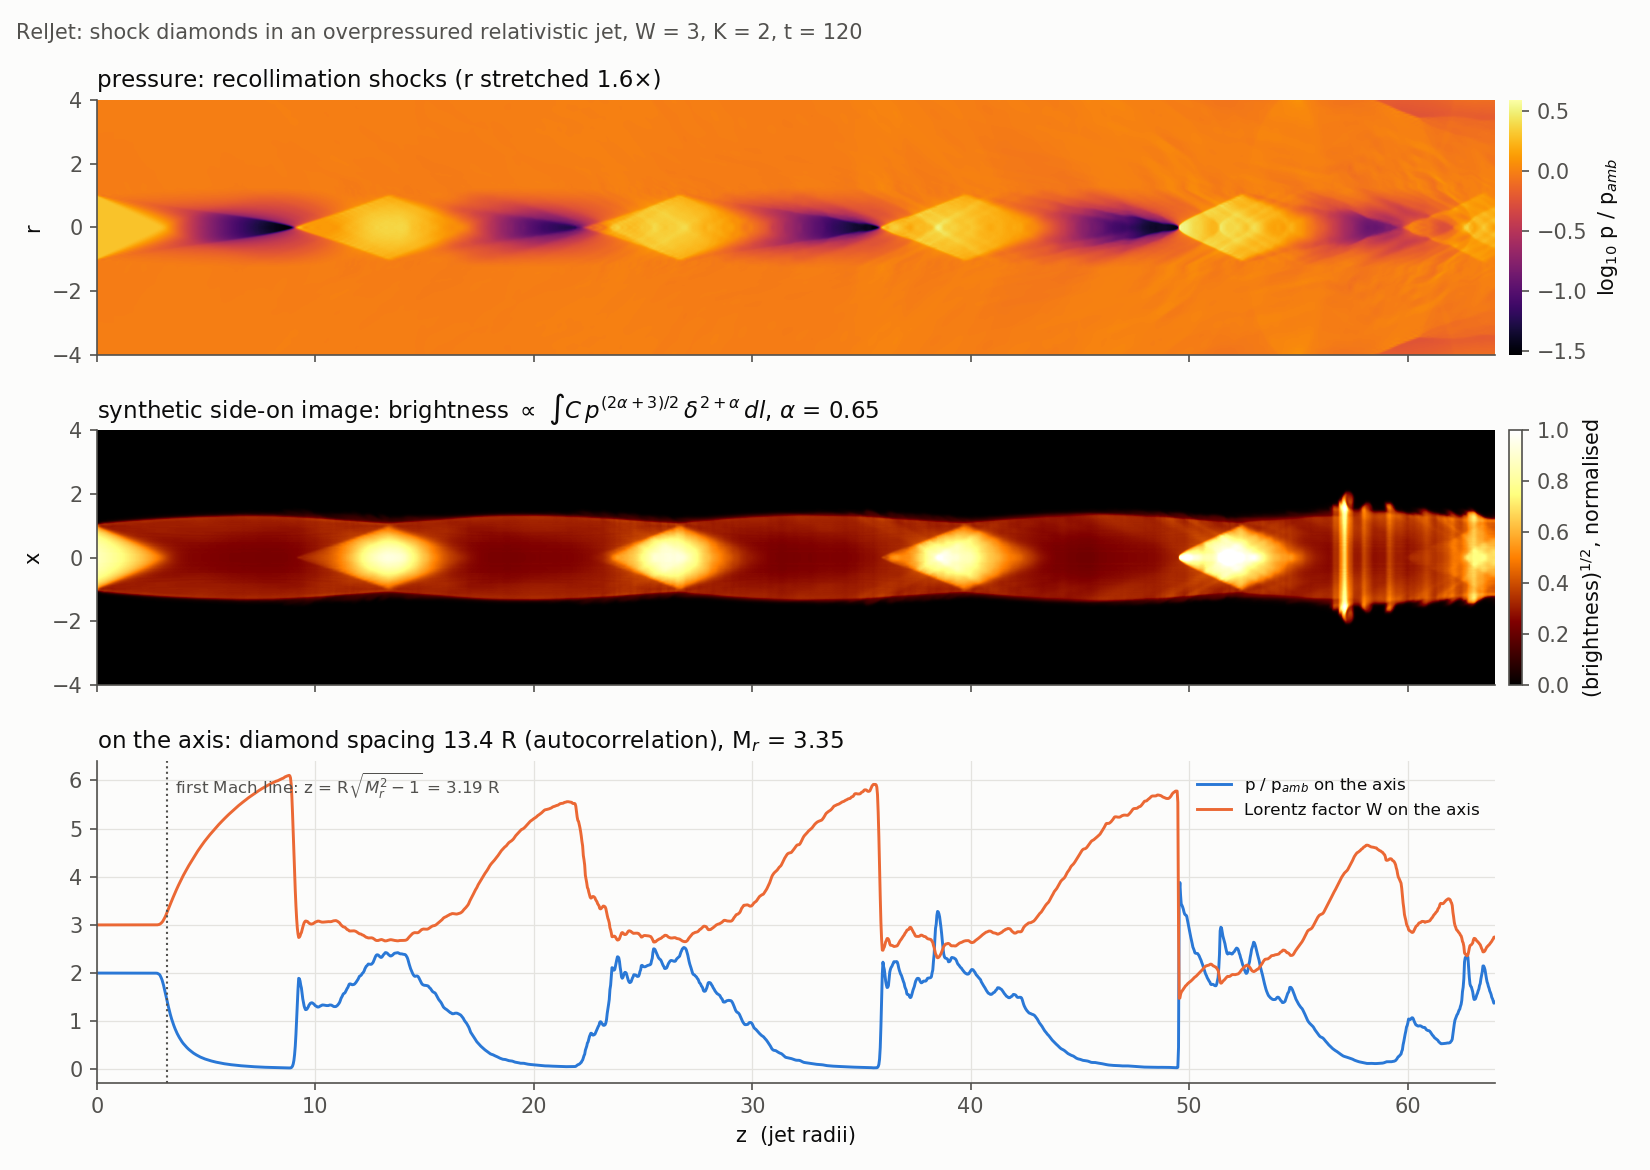 RelJet: shock diamonds in an overpressured relativistic jet, W = 3, K = 2, t = 120
pressure: recollimation shocks (r stretched 1.6×)
4
2
0
−2
−4
r
0.5
0.0
−0.5
−1.0
−1.5
log₁₀ p / p_amb
synthetic side-on image: brightness ∝ ∫C p^{(2α + 3)/2} δ^{2 + α} dl, α = 0.65
4
2
0
−2
−4
x
1.0
0.8
0.6
0.4
0.2
0.0
(brightness)^{1/2}, normalised
on the axis: diamond spacing 13.4 R (autocorrelation), M_r = 3.35
6
5
4
3
2
1
0
first Mach line: z = R√(M_r² − 1) = 3.19 R
p / p_amb on the axis
Lorentz factor W on the axis
0 10 20 30 40 50 60
z (jet radii)